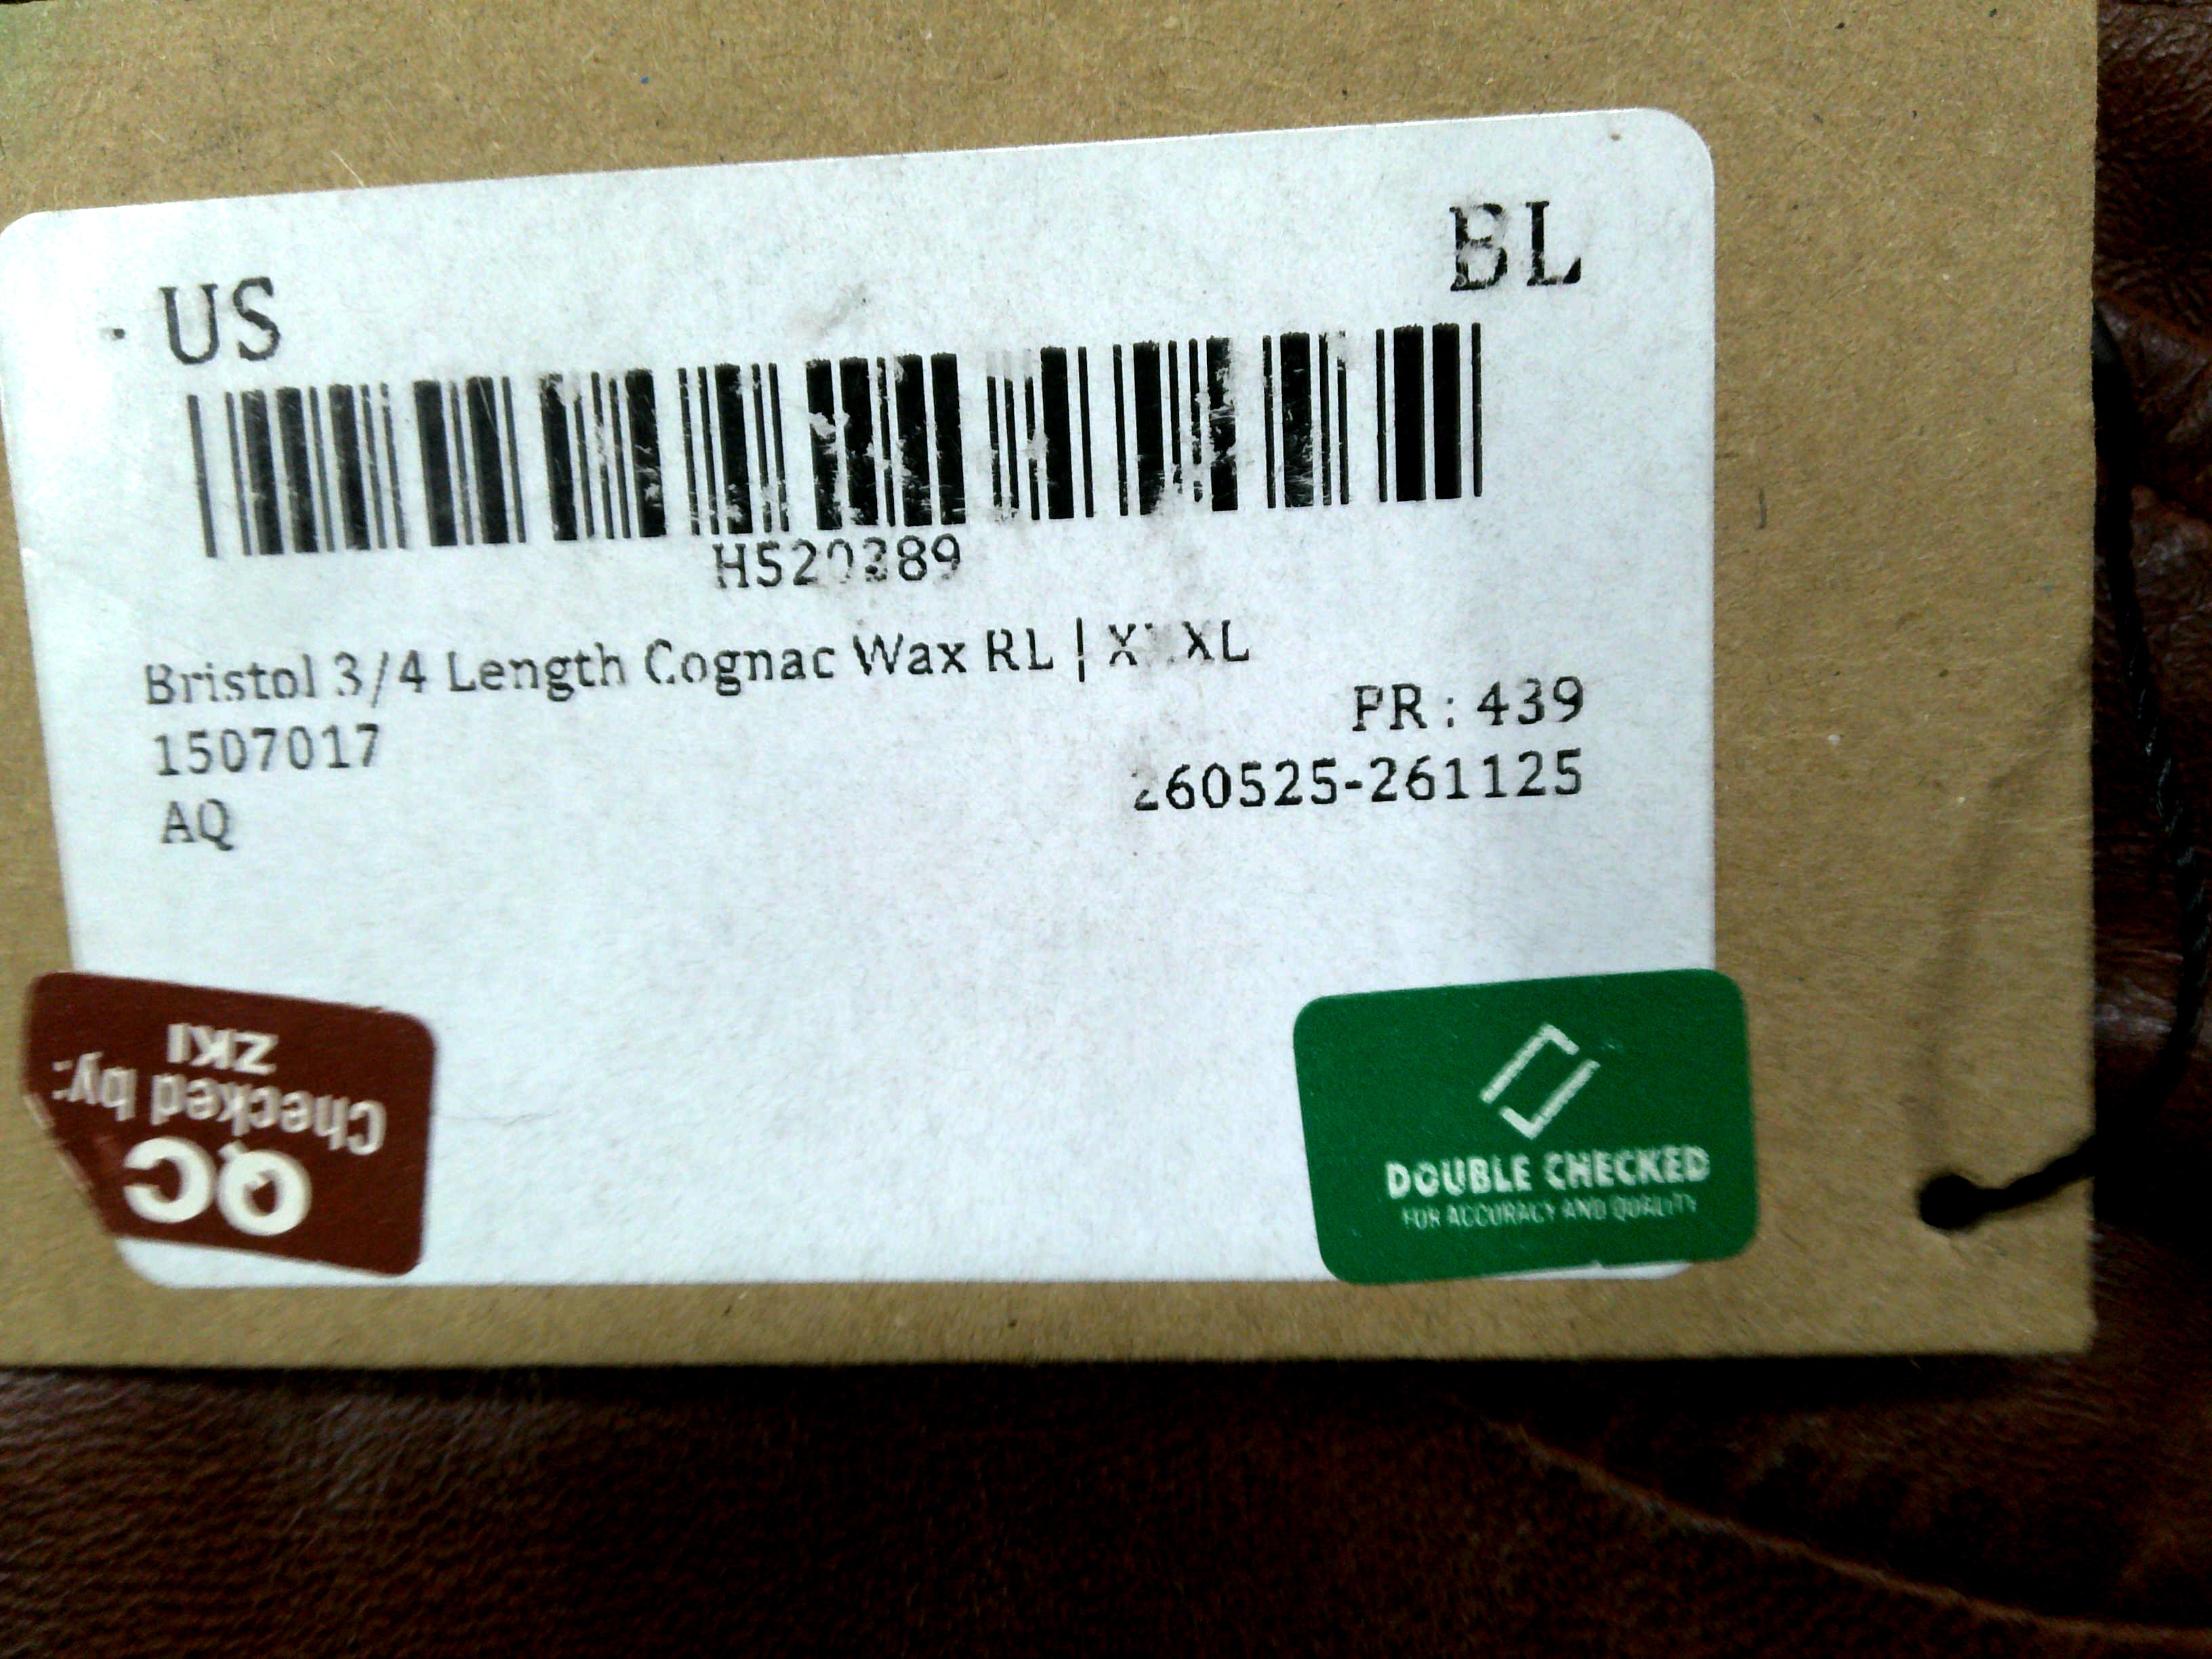 US
BL
Bristol 3/4 Length Cognac Wax RL |
PR : 439
1507017
260525-261125
AQ
QC
Checked by:
ZKI
DOUBLE CHECKED
FOR ACCURACY AND QUALITY